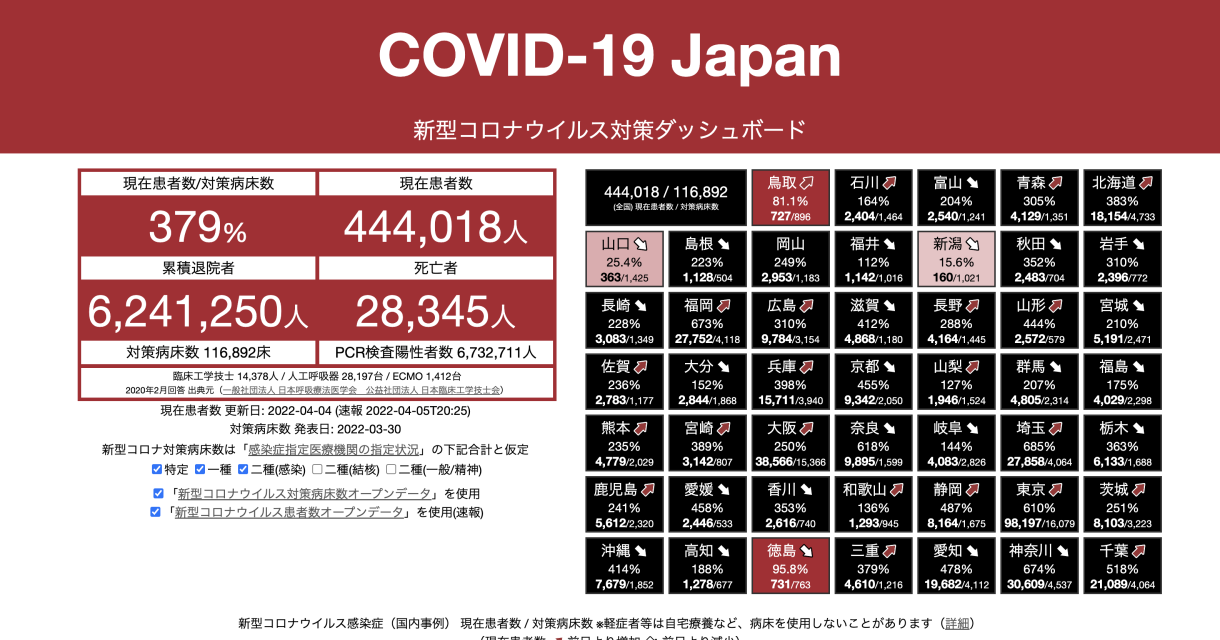 COVID-19 Japan
新型コロナウイルス対策ダッシュボード
現在患者数/対策病床数
現在患者数
379%
444,018人
累積退院者
死亡者
6,241,250人
28,345人
対策病床数 116,892床
PCR検査陽性者数 6,732,711人
臨床工学技士 14,378人 / 人工呼吸器 28,197台 / ECMO 1,412台
2020年2月回答 出典元 (一般社団法人 日本呼吸療法医学会 公益社団法人 日本臨床工学技士会)
現在患者数 更新日: 2022-04-04 (速報 2022-04-05T20:25)
対策病床数 発表日: 2022-03-30
新型コロナ対策病床数は「感染症指定医療機関の指定状況」の下記合計と仮定
特定 一種 二種(感染) 二種(結核) 二種(一般/精神)
「新型コロナウイルス対策病床数オープンデータ」を使用
「新型コロナウイルス患者数オープンデータ」を使用(速報)
444,018 / 116,892
(全国) 現在患者数 / 対策病床数
鳥取
81.1%
727/896
石川
164%
2,404/1,464
富山
204%
2,540/1,241
青森
305%
4,129/1,351
北海道
383%
18,154/4,733
山口
25.4%
363/1,425
島根
223%
1,128/504
岡山
249%
2,953/1,183
福井
112%
1,142/1,016
新潟
15.6%
160/1,021
秋田
352%
2,483/704
岩手
310%
2,396/772
長崎
228%
3,083/1,349
福岡
673%
27,752/4,118
広島
310%
9,784/3,154
滋賀
412%
4,868/1,180
長野
288%
4,164/1,445
山形
444%
2,572/579
宮城
210%
5,191/2,471
佐賀
236%
2,783/1,177
大分
152%
2,844/1,868
兵庫
398%
15,711/3,940
京都
455%
9,342/2,050
山梨
127%
1,946/1,524
群馬
207%
4,805/2,314
福島
175%
4,029/2,298
熊本
235%
4,779/2,029
宮崎
389%
3,142/807
大阪
250%
38,566/15,366
奈良
618%
9,895/1,599
岐阜
144%
4,083/2,826
埼玉
685%
27,858/4,064
栃木
363%
6,133/1,688
鹿児島
241%
5,612/2,320
愛媛
458%
2,446/533
香川
353%
2,616/740
和歌山
136%
1,293/945
静岡
487%
8,164/1,675
東京
610%
98,197/16,079
茨城
251%
8,103/3,223
沖縄
414%
7,679/1,852
高知
188%
1,278/677
徳島
95.8%
731/763
三重
379%
4,610/1,216
愛知
478%
19,682/4,112
神奈川
674%
30,609/4,537
千葉
518%
21,089/4,064
新型コロナウイルス感染症（国内事例） 現在患者数 / 対策病床数 ※軽症者等は自宅療養など、病床を使用しないことがあります（詳細）